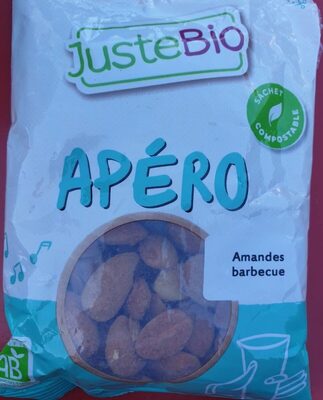 JusteBio
SACHET
COMPOSTABLE
APÉRO
Amandes
barbecue
AB